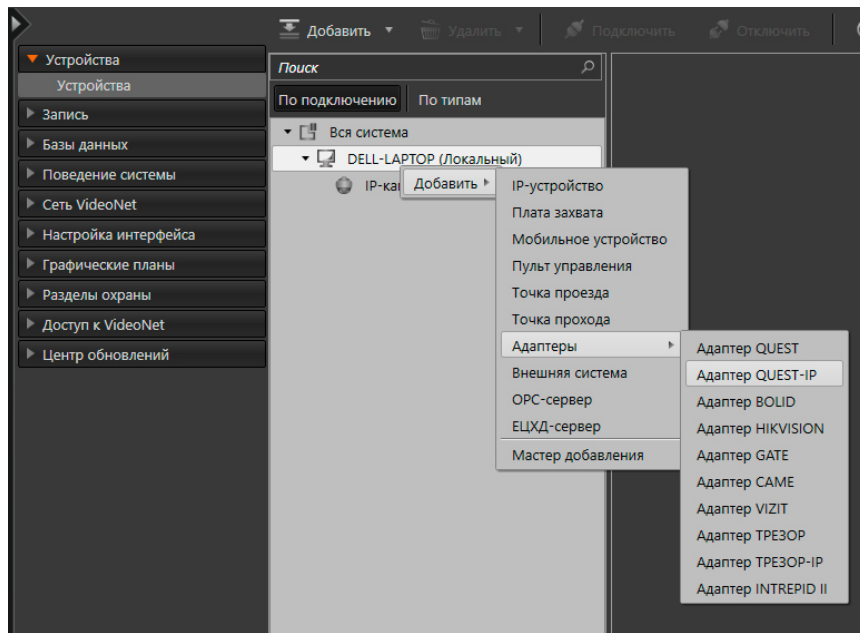 Добавить Удалить Подключить Отключить
Устройства
Устройства
Запись
Базы данных
Поведение системы
Сеть VideoNet
Настройка интерфейса
Графические планы
Разделы охраны
Доступ к VideoNet
Центр обновлений
Поиск
По подключению По типам
Вся система
DELL-LAPTOP (Локальный)
Добавить
IP-устройство
Плата захвата
Мобильное устройство
Пульт управления
Точка проезда
Точка прохода
Адаптеры
Внешняя система
OPC-сервер
ЕЦХД-сервер
Мастер добавления
Адаптер QUEST
Адаптер QUEST-IP
Адаптер BOLID
Адаптер HIKVISION
Адаптер GATE
Адаптер CAME
Адаптер VIZIT
Адаптер ТРЕЗОР
Адаптер ТРЕЗОР-IP
Адаптер INTREPID II